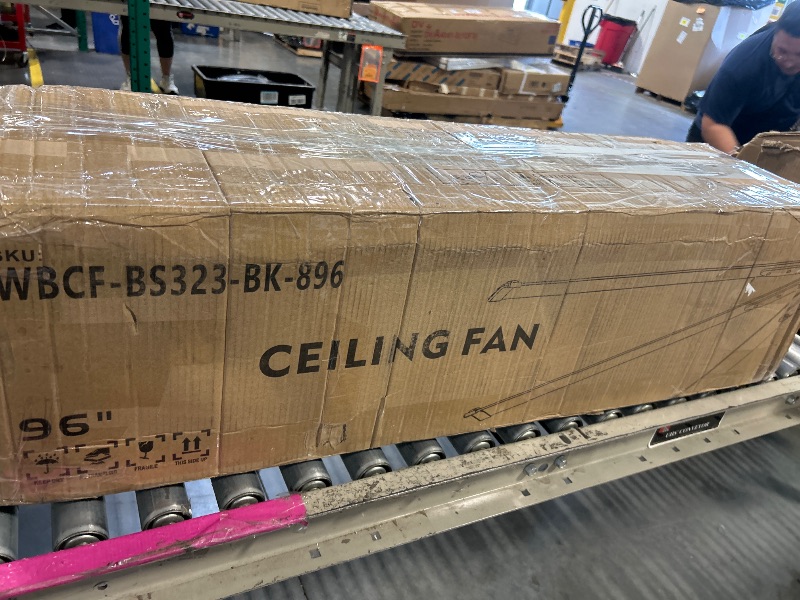 SKU:
WBCF-BS323-BK-896
CEILING FAN
96"
FRAGILE
THIS SIDE UP